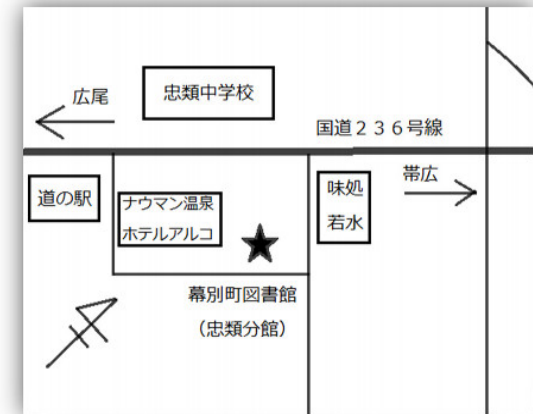 広尾
忠類中学校
国道２３６号線
道の駅
ナウマン温泉
ホテルアルコ
味処
若水
帯広
幕別町図書館
（忠類分館）